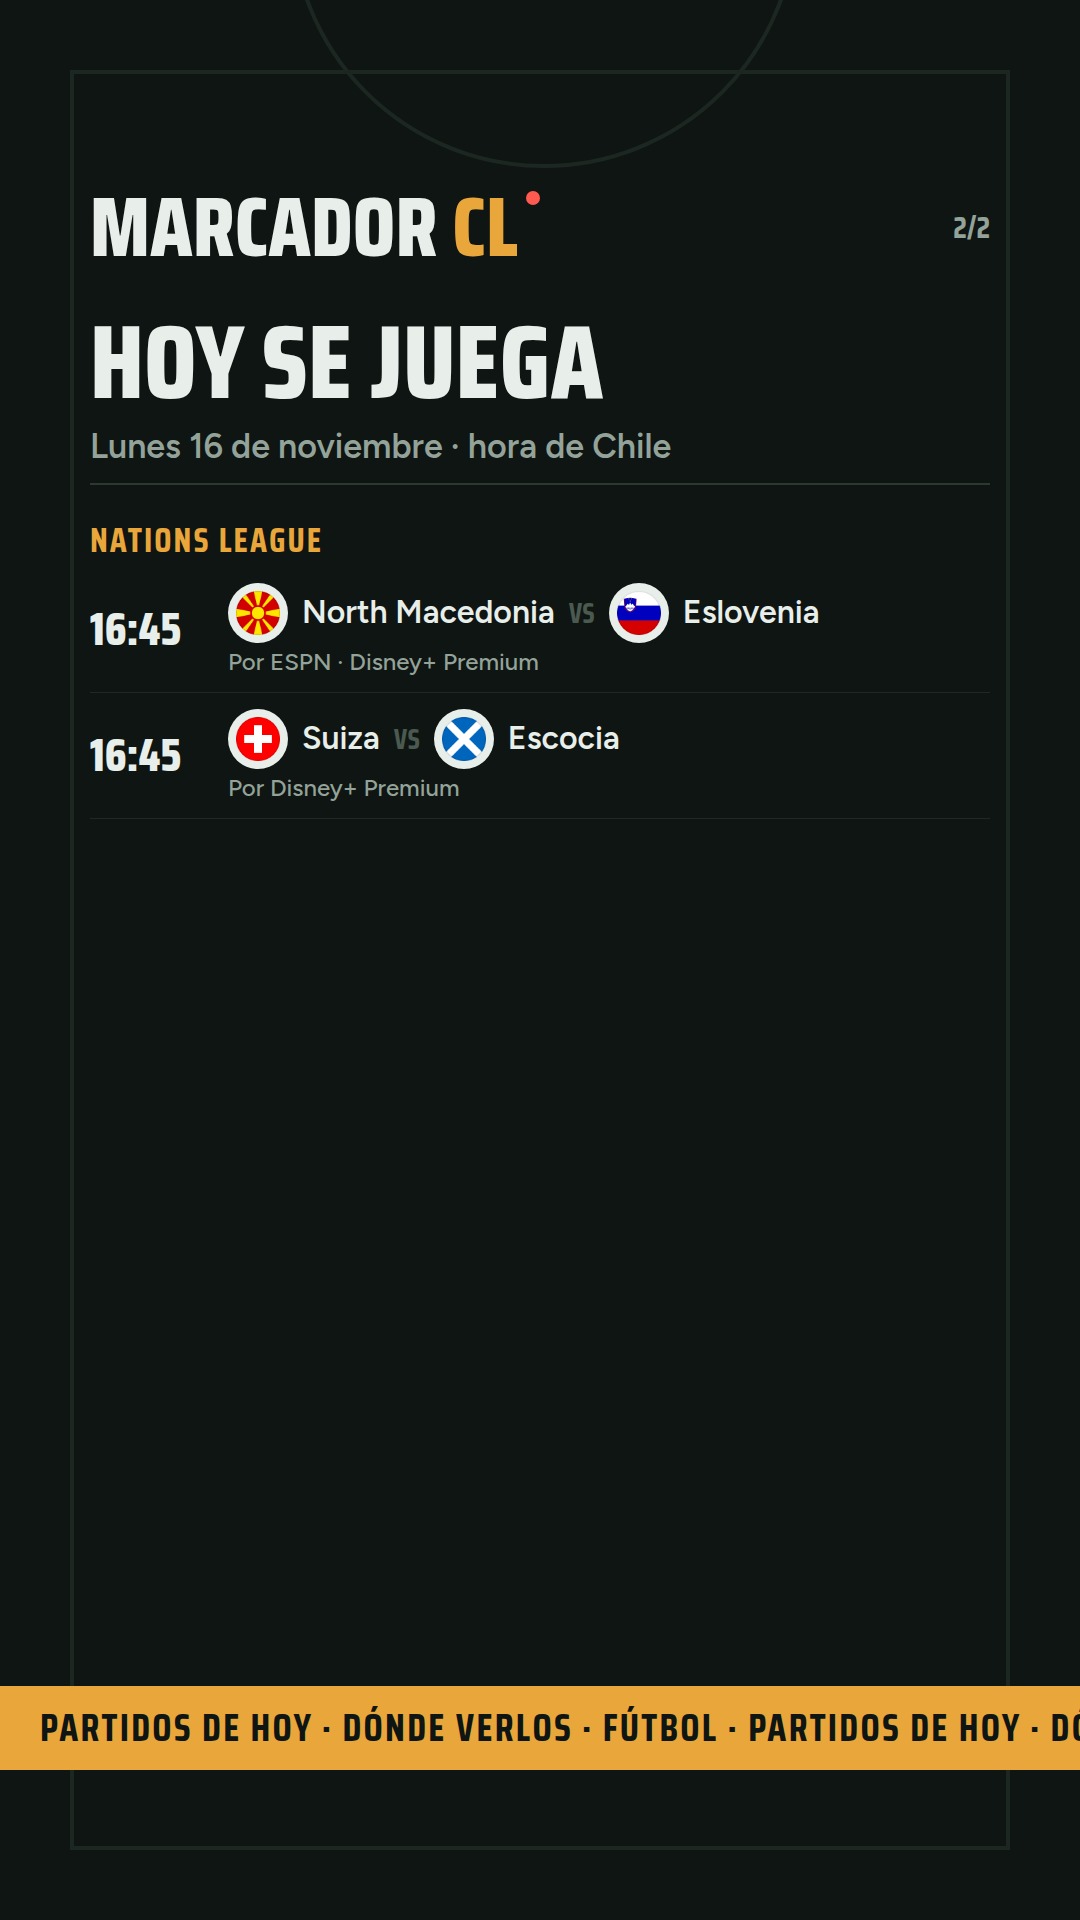 MARCADOR CL
2/2
HOY SE JUEGA
Lunes 16 de noviembre · hora de Chile
NATIONS LEAGUE
16:45
North Macedonia VS Eslovenia
Por ESPN · Disney+ Premium
16:45
Suiza VS Escocia
Por Disney+ Premium
PARTIDOS DE HOY · DÓNDE VERLOS · FÚTBOL · PARTIDOS DE HOY · DÓ